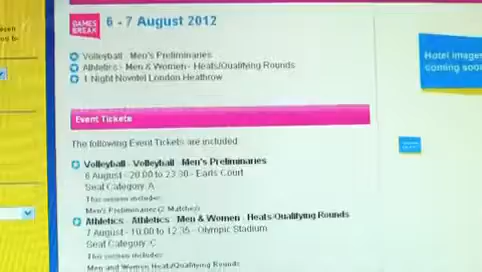 GAMES
BREAK
6 - 7 August 2012
Volleyball - Men's Preliminaries
Athletics - Men & Women - Heats/Qualifying Rounds
1 Night Novotel London Heathrow
Hotel images
coming soon
Event Tickets
The following Event Tickets are included
Volleyball - Volleyball - Men's Preliminaries
6 August - 20:00 to 23:30 - Earls Court
Seat Category: A
This session includes:
Men's Preliminaries (2 Matches)
Athletics - Athletics - Men & Women - Heats/Qualifying Rounds
7 August - 10:00 to 12:35 - Olympic Stadium
Seat Category: C
This session includes:
Men and Women Heats/Qualifying Rounds